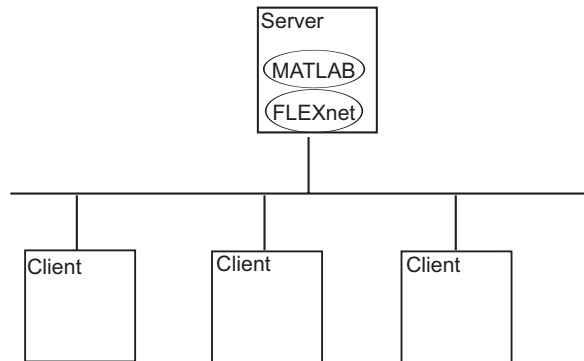 Server
MATLAB
FLEXnet
Client
Client
Client